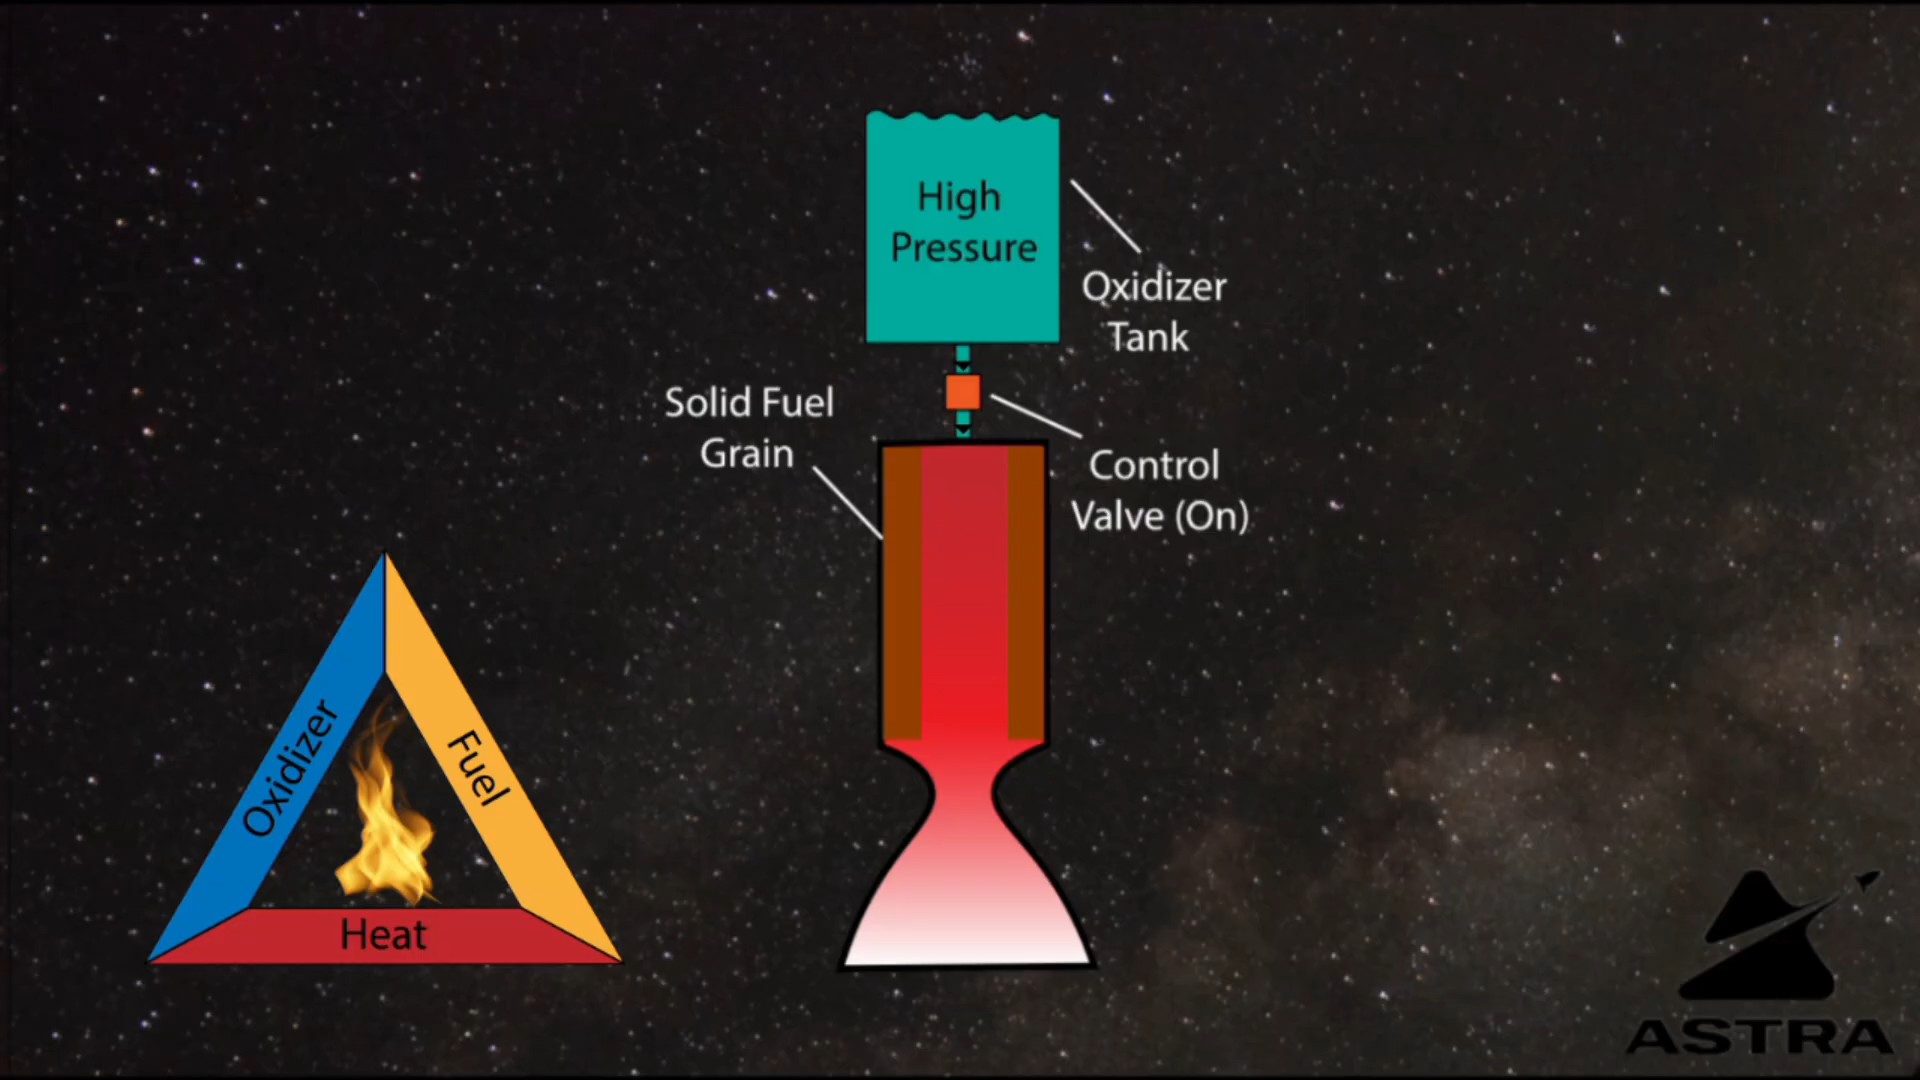 High
Pressure
Oxidizer
Tank
Solid Fuel
Grain
Control
Valve (On)
Oxidizer
Fuel
Heat
ASTRA